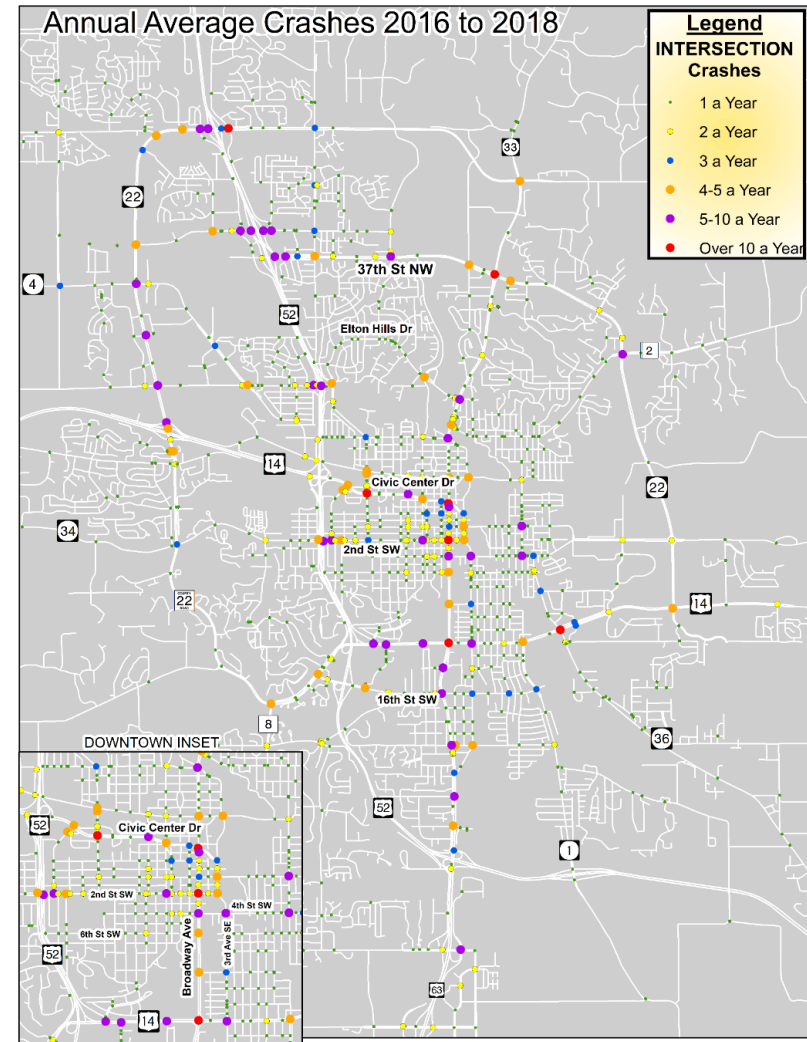 Annual Average Crashes 2016 to 2018
Legend
INTERSECTION
Crashes
1 a Year
2 a Year
3 a Year
4-5 a Year
5-10 a Year
Over 10 a Year
33
22
37th St NW
4
52
Elton Hills Dr
2
14
Civic Center Dr
22
34
2nd St SW
22
14
16th St SW
8
36
DOWNTOWN INSET
52
1
52
Civic Center Dr
2nd St SW
4th St SW
6th St SW
Broadway Ave
3rd Ave SE
52
63
14